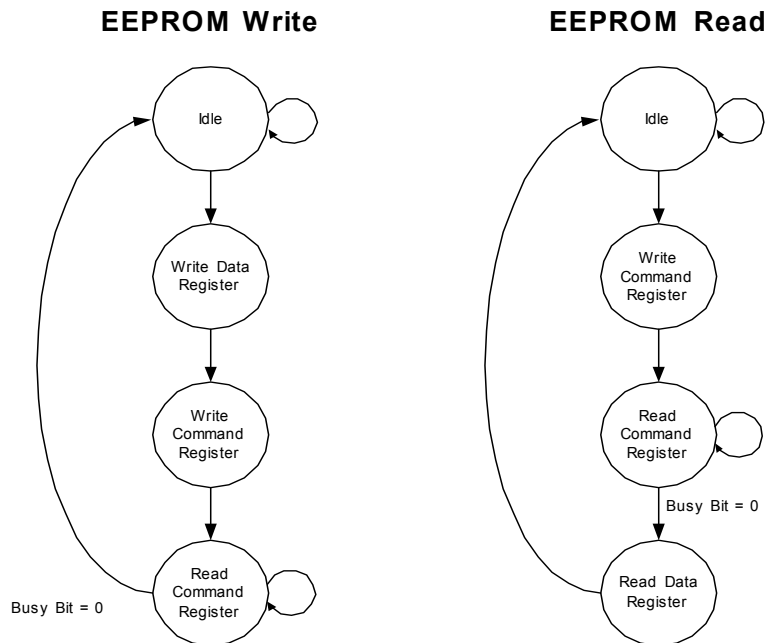 EEPROM Write
Idle
Write Data
Register
Write
Command
Register
Read
Command
Register
Busy Bit = 0
EEPROM Read
Idle
Write
Command
Register
Read
Command
Register
Busy Bit = 0
Read Data
Register